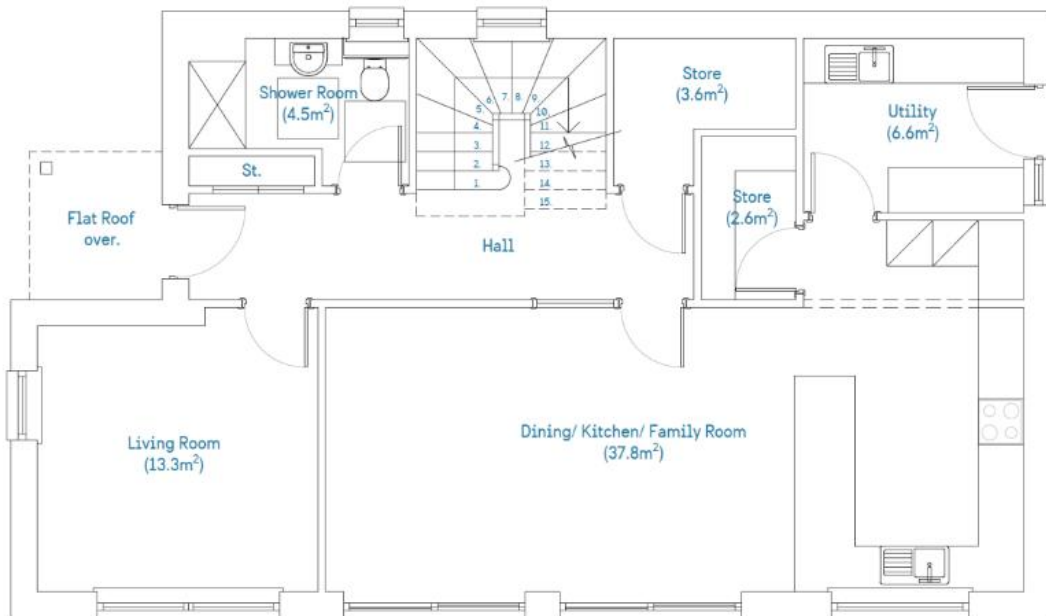 Shower Room
(4.5m²)
St.
Flat Roof
over.
1.
2.
3.
4.
5.
6.
7.
8.
9.
10.
11.
12.
13.
14.
15.
Hall
Store
(3.6m²)
Store
(2.6m²)
Utility
(6.6m²)
Living Room
(13.3m²)
Dining/ Kitchen/ Family Room
(37.8m²)